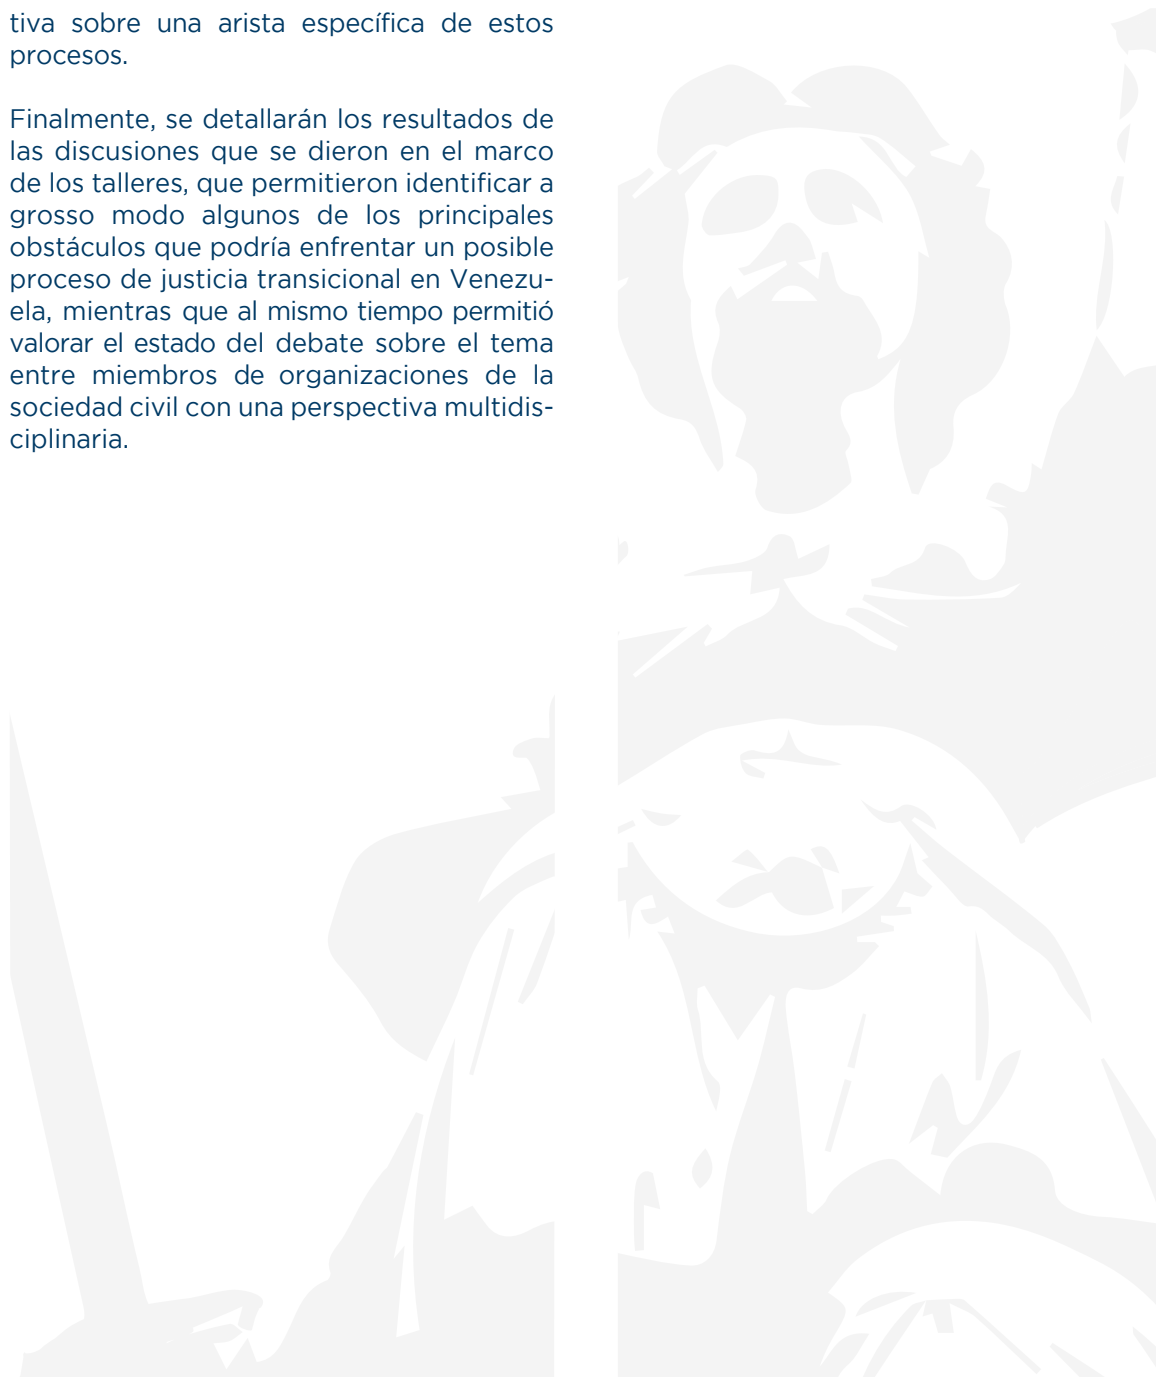 tiva sobre una arista específica de estos
procesos.
Finalmente, se detallarán los resultados de
las discusiones que se dieron en el marco
de los talleres, que permitieron identificar a
grosso modo algunos de los principales
obstáculos que podría enfrentar un posible
proceso de justicia transicional en Venezu-
ela, mientras que al mismo tiempo permitió
valorar el estado del debate sobre el tema
entre miembros de organizaciones de la
sociedad civil con una perspectiva multidis-
ciplinaria.